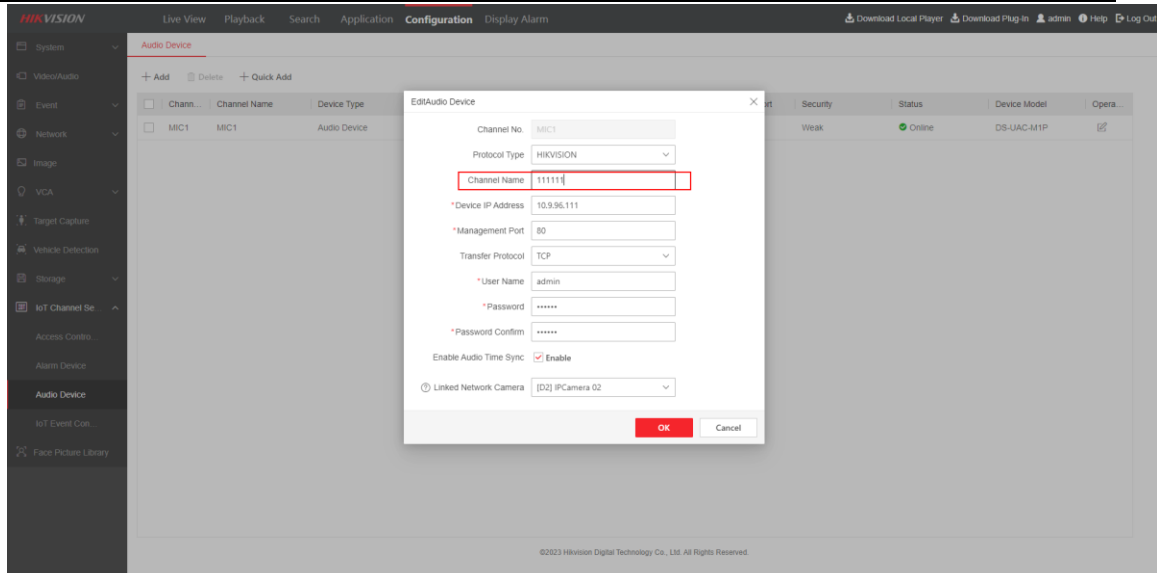 HIKVISION Live View Playback Search Application Configuration Display Alarm Download Local Player Download Plug-In admin Help Log Out
System
Video/Audio
Event
Network
Image
VCA
Target Capture
Vehicle Detection
Storage
IoT Channel Se...
Access Contro...
Alarm Device
Audio Device
IoT Event Con...
Face Picture Library
Audio Device
+ Add Delete + Quick Add
Chann... Channel Name Device Type Security Status Device Model Opera...
MIC1 MIC1 Audio Device Weak Online DS-UAC-M1P
EditAudio Device
Channel No. MIC1
Protocol Type HIKVISION
Channel Name 111111
*Device IP Address 10.9.96.111
*Management Port 80
Transfer Protocol TCP
*User Name admin
*Password ••••••
*Password Confirm ••••••
Enable Audio Time Sync Enable
Linked Network Camera [D2] IPCamera 02
OK Cancel
©2023 Hikvision Digital Technology Co., Ltd. All Rights Reserved.